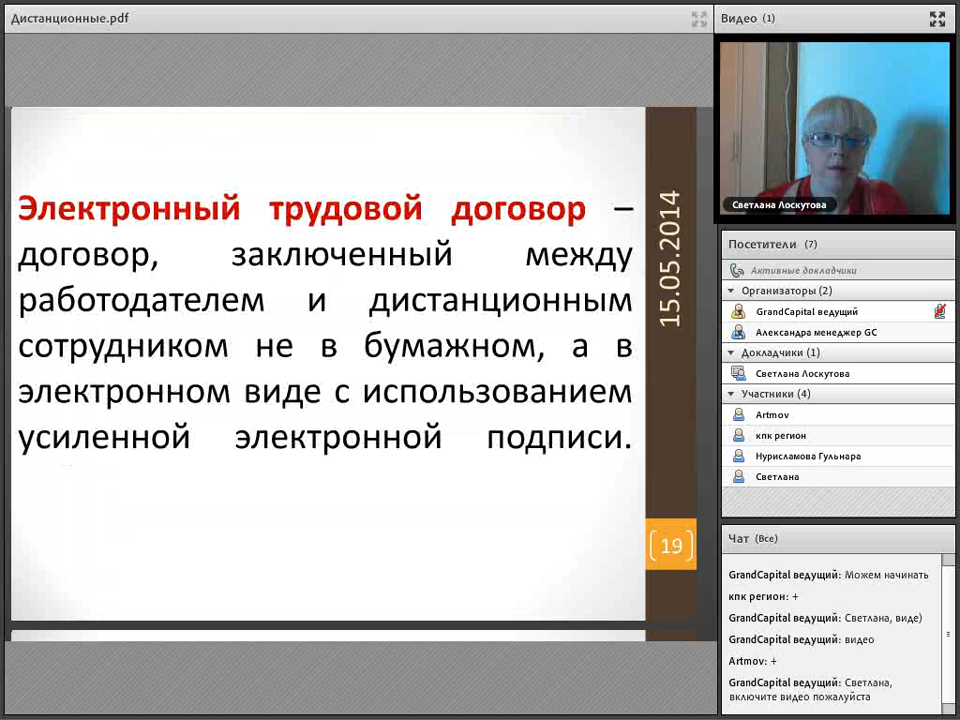 Дистанционные.pdf
Электронный трудовой договор –
договор, заключенный между
работодателем и дистанционным
сотрудником не в бумажном, а в
электронном виде с использованием
усиленной электронной подписи.
15.05.2014
19
Видео (1)
Светлана Лоскутова
Посетители (7)
Активные докладчики
Организаторы (2)
GrandCapital ведущий
Александра менеджер GC
Докладчики (1)
Светлана Лоскутова
Участники (4)
Artmov
кпк регион
Нурисламова Гульнара
Светлана
Чат (Все)
GrandCapital ведущий: Можем начинать
кпк регион: +
GrandCapital ведущий: Светлана, виде)
GrandCapital ведущий: видео
Artmov: +
GrandCapital ведущий: Светлана,
включите видео пожалуйста